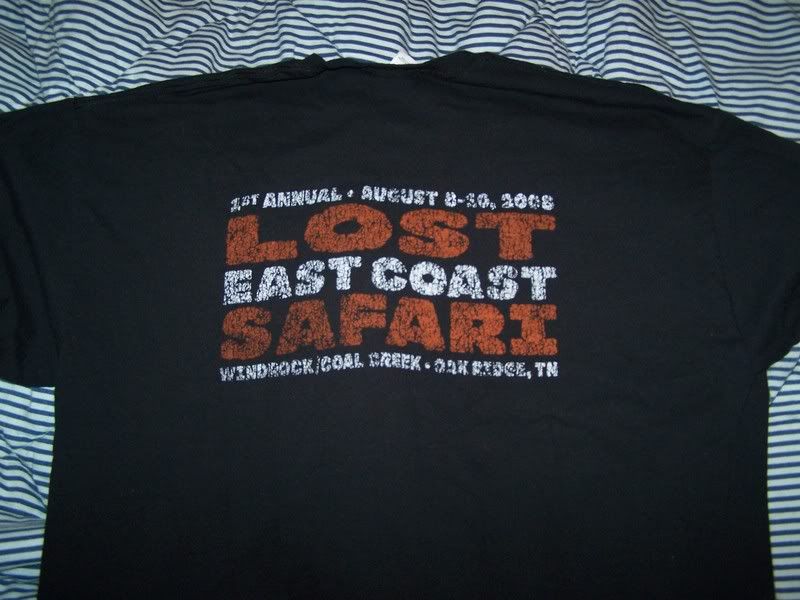 1ST ANNUAL • AUGUST 8-10, 2008
LOST
EAST COAST
SAFARI
WINDROCK/COAL CREEK • OAK RIDGE, TN